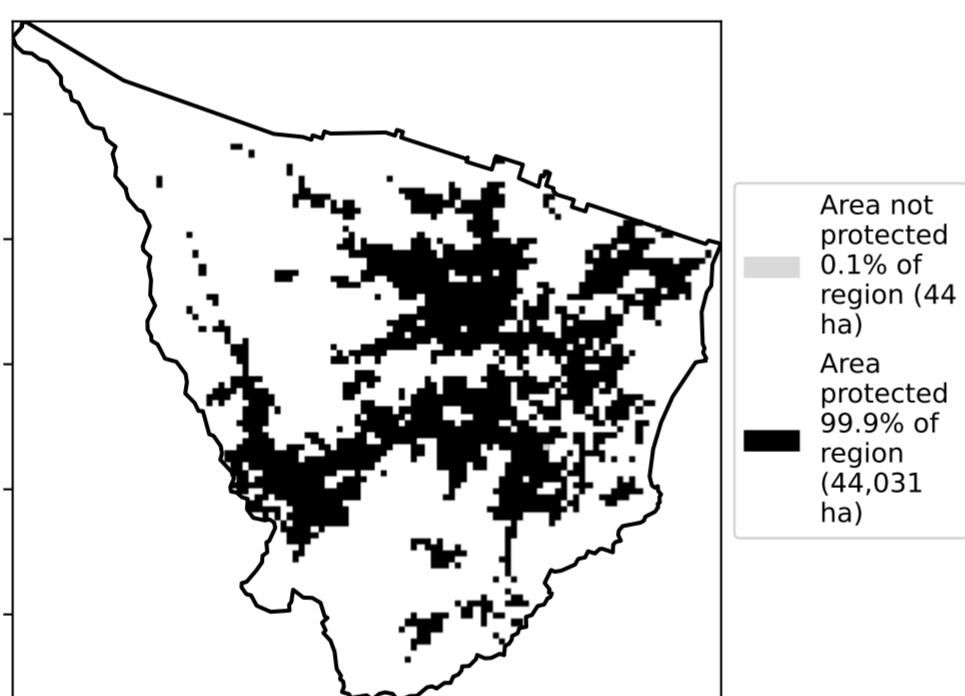 Area not
protected
0.1% of
region (44
ha)
Area
protected
99.9% of
region
(44,031
ha)